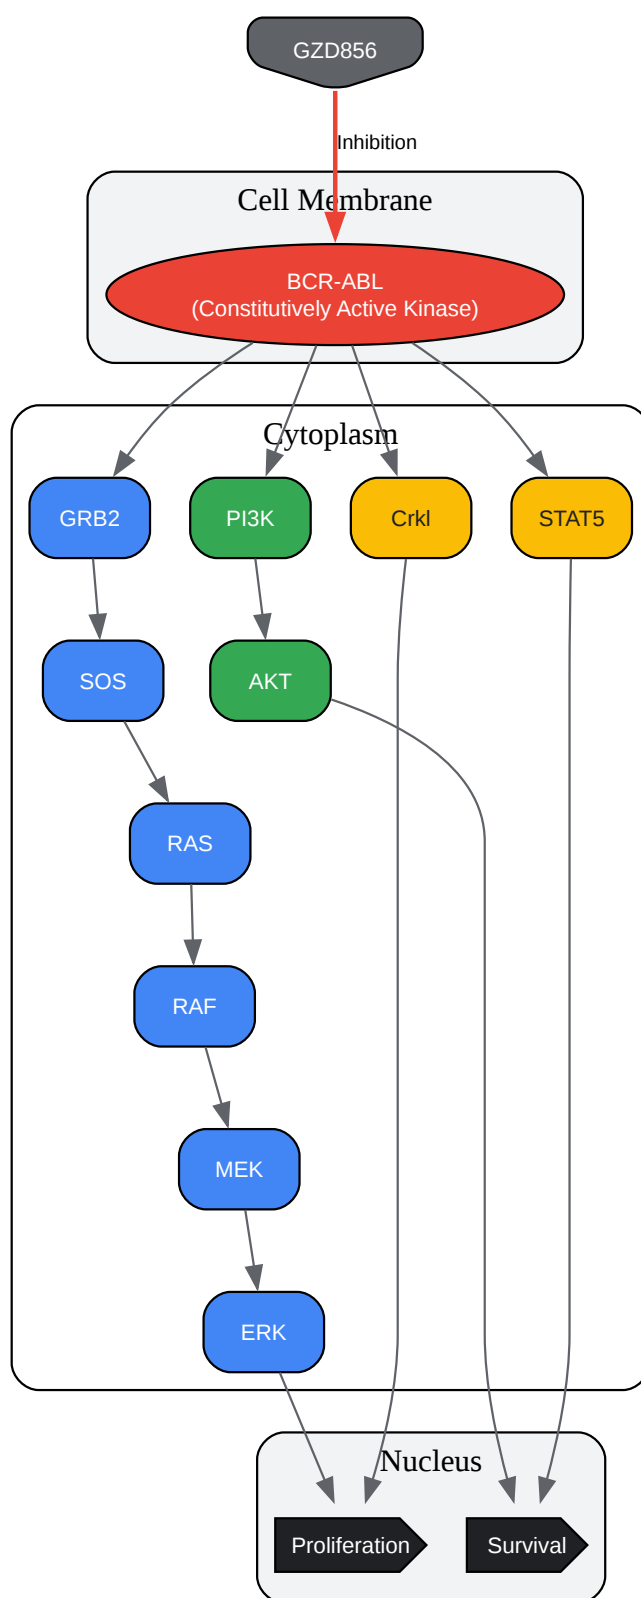 GZD856
Inhibition
Cell Membrane
BCR-ABL
(Constitutively Active Kinase)
Cytoplasm
GRB2
PI3K
Crkl
STAT5
SOS
AKT
RAS
RAF
MEK
ERK
Nucleus
Proliferation
Survival